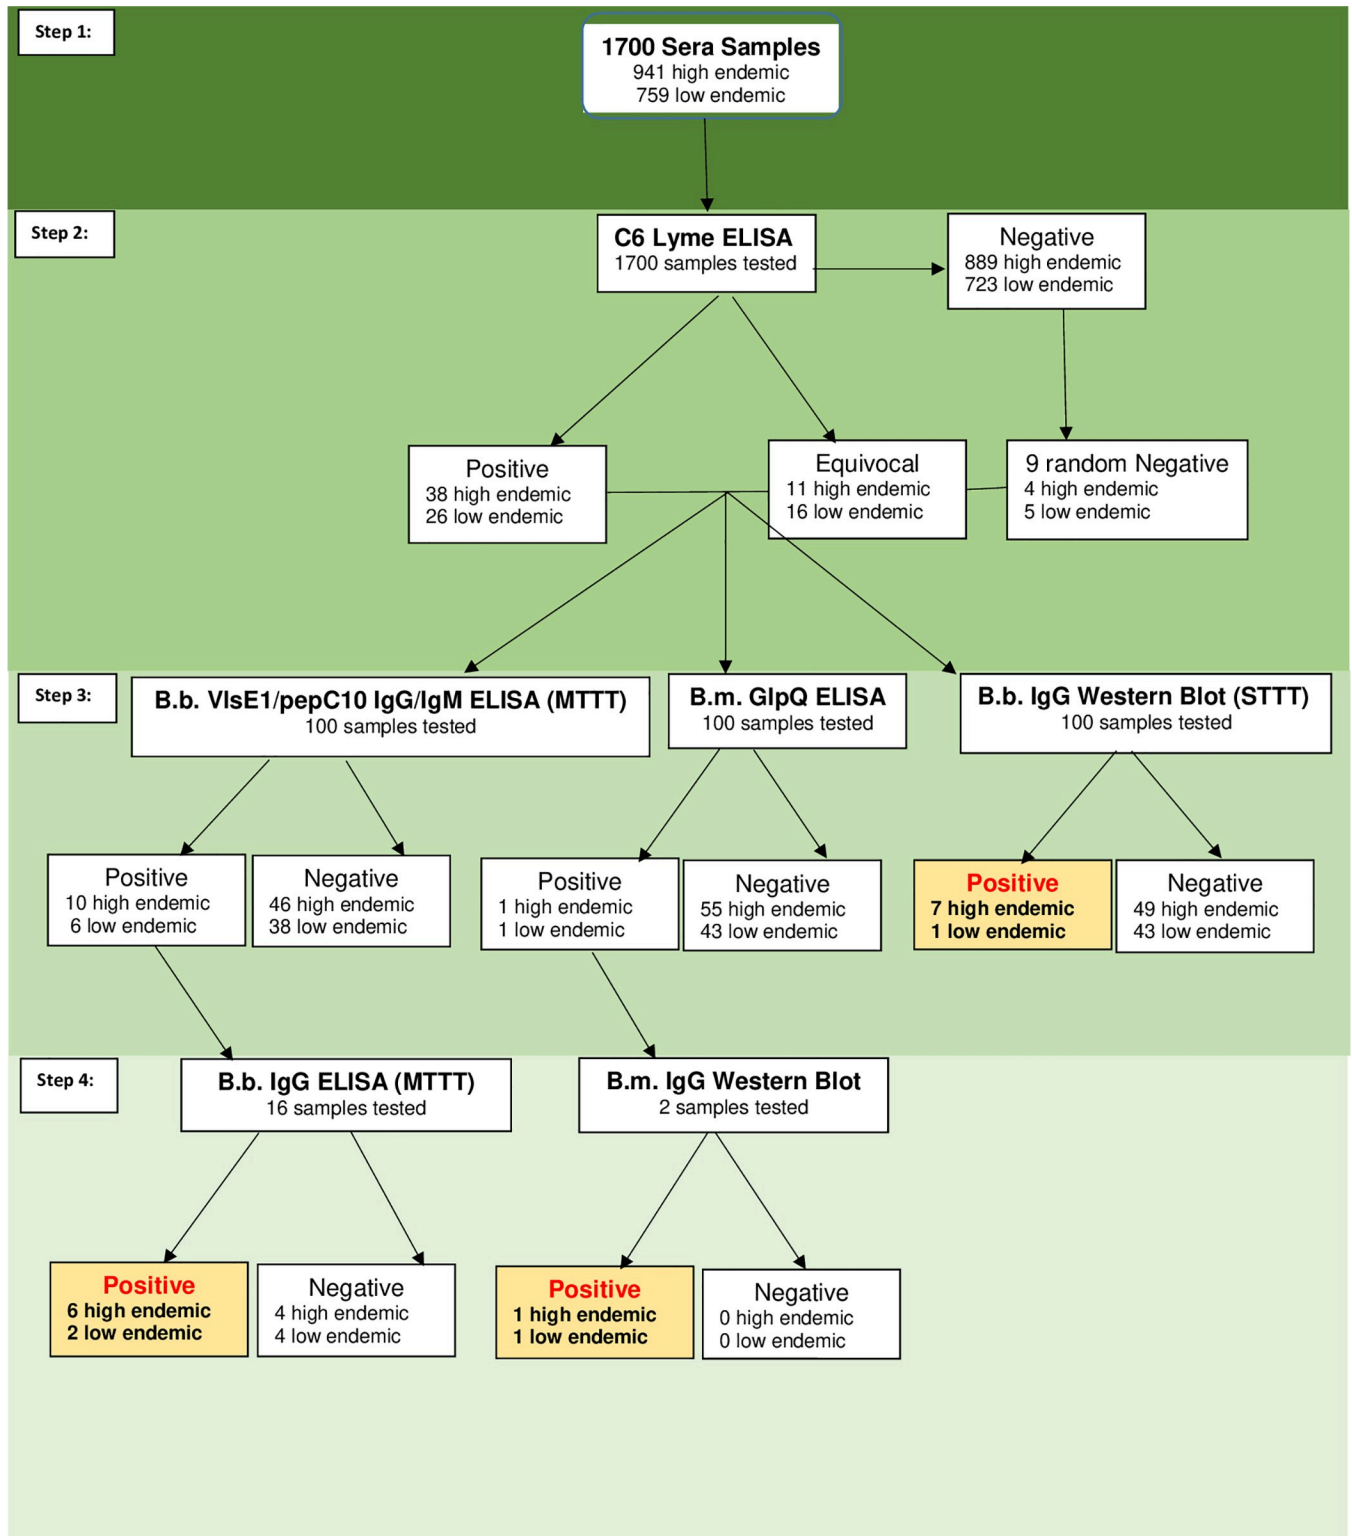 Step 1:
1700 Sera Samples
941 high endemic
759 low endemic
Step 2:
C6 Lyme ELISA
1700 samples tested
Negative
889 high endemic
723 low endemic
Positive
38 high endemic
26 low endemic
Equivocal
11 high endemic
16 low endemic
9 random Negative
4 high endemic
5 low endemic
Step 3:
B.b. VlsE1/pepC10 IgG/IgM ELISA (MTTT)
100 samples tested
B.m. GlpQ ELISA
100 samples tested
B.b. IgG Western Blot (STTT)
100 samples tested
Positive
10 high endemic
6 low endemic
Negative
46 high endemic
38 low endemic
Positive
1 high endemic
1 low endemic
Negative
55 high endemic
43 low endemic
Positive
7 high endemic
1 low endemic
Negative
49 high endemic
43 low endemic
Step 4:
B.b. IgG ELISA (MTTT)
16 samples tested
B.m. IgG Western Blot
2 samples tested
Positive
6 high endemic
2 low endemic
Negative
4 high endemic
4 low endemic
Positive
1 high endemic
1 low endemic
Negative
0 high endemic
0 low endemic